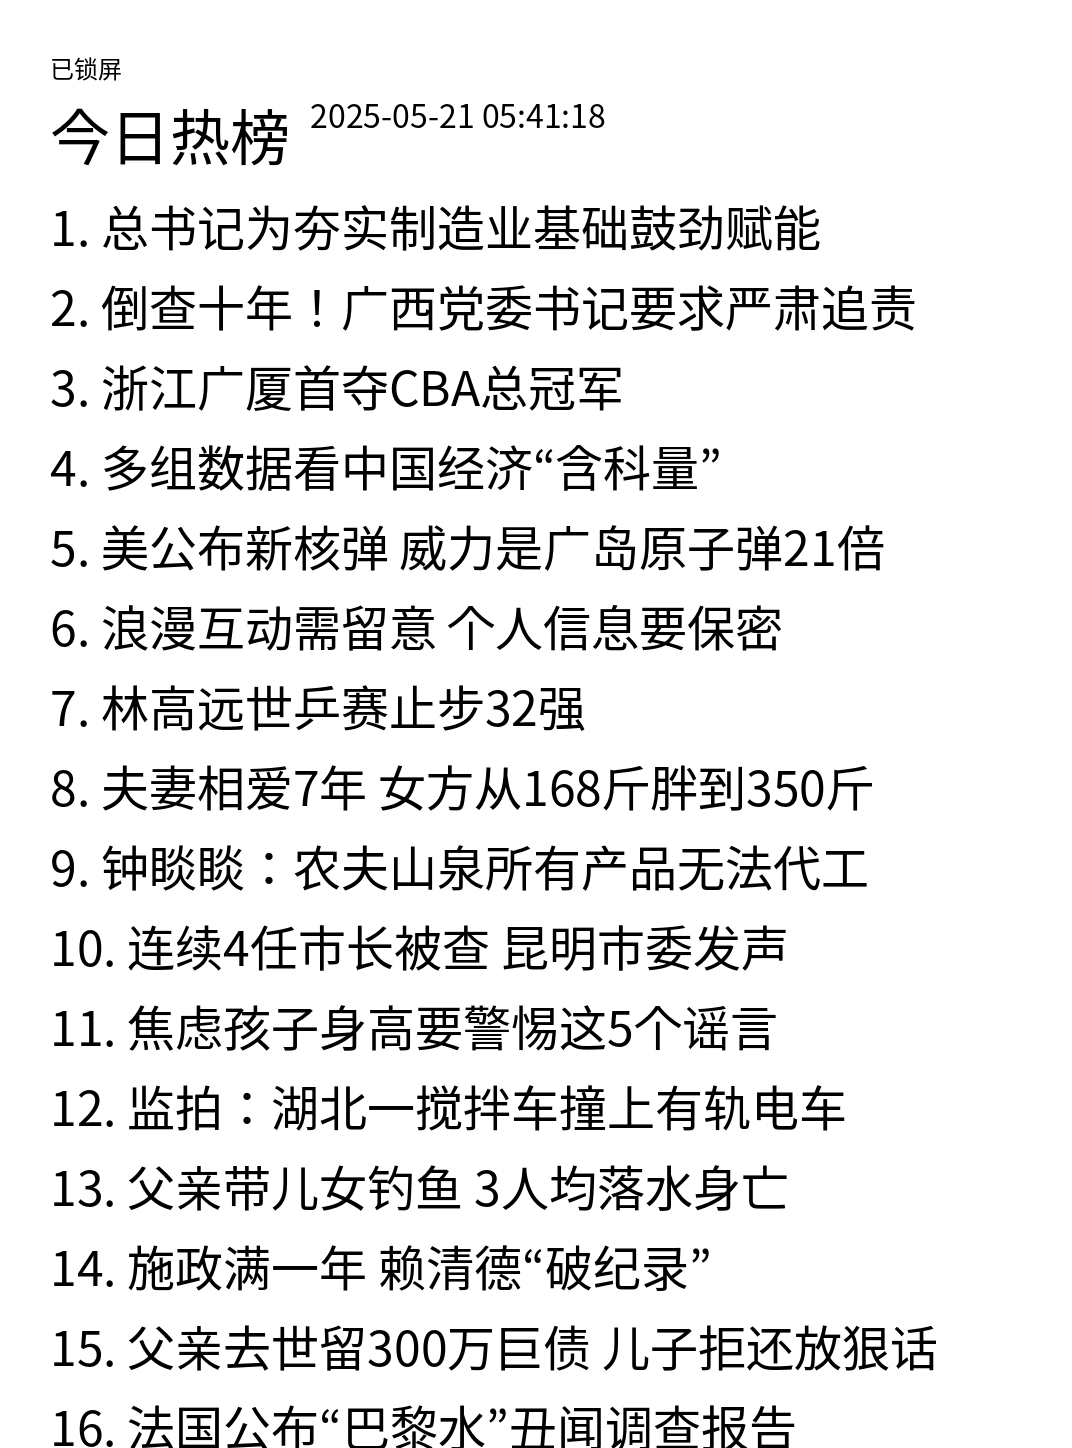 已锁屏
今日热榜 2025-05-21 05:41:18
1. 总书记为夯实制造业基础鼓劲赋能
2. 倒查十年！广西党委书记要求严肃追责
3. 浙江广厦首夺CBA总冠军
4. 多组数据看中国经济“含科量”
5. 美公布新核弹 威力是广岛原子弹21倍
6. 浪漫互动需留意 个人信息要保密
7. 林高远世乒赛止步32强
8. 夫妻相爱7年 女方从168斤胖到350斤
9. 钟睒睒：农夫山泉所有产品无法代工
10. 连续4任市长被查 昆明市委发声
11. 焦虑孩子身高要警惕这5个谣言
12. 监拍：湖北一搅拌车撞上有轨电车
13. 父亲带儿女钓鱼 3人均落水身亡
14. 施政满一年 赖清德“破纪录”
15. 父亲去世留300万巨债 儿子拒还放狠话
16. 法国公布“巴黎水”丑闻调查报告